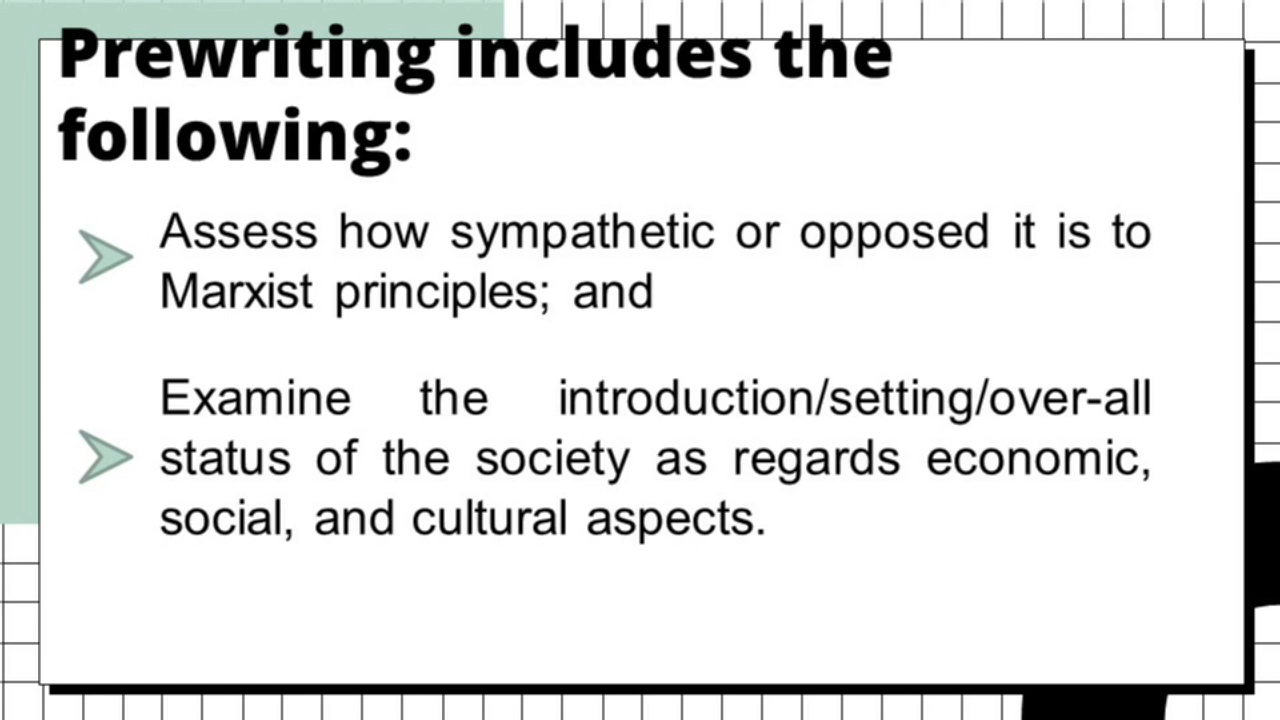 Prewriting includes the
following:
Assess how sympathetic or opposed it is to
Marxist principles; and
Examine the introduction/setting/over-all
status of the society as regards economic,
social, and cultural aspects.